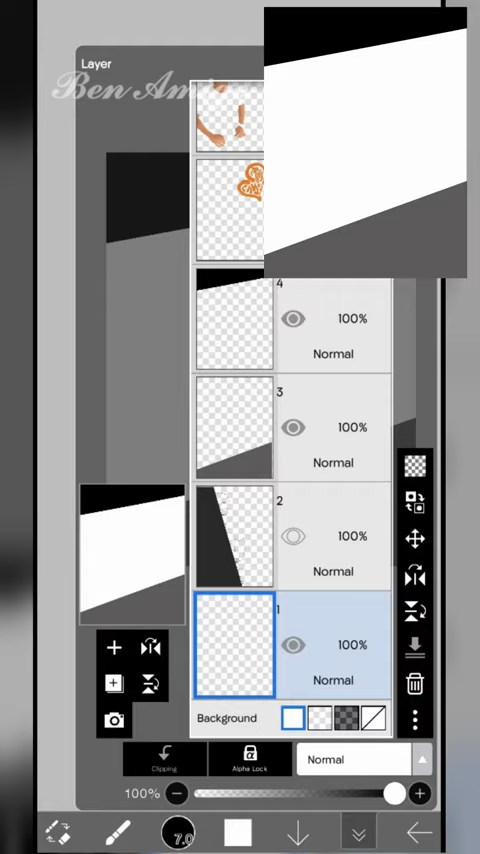 Layer
Ben Am
4
100%
Normal
3
100%
Normal
2
100%
Normal
1
100%
Normal
Background
Clipping
Alpha Lock
Normal
100%
7.0